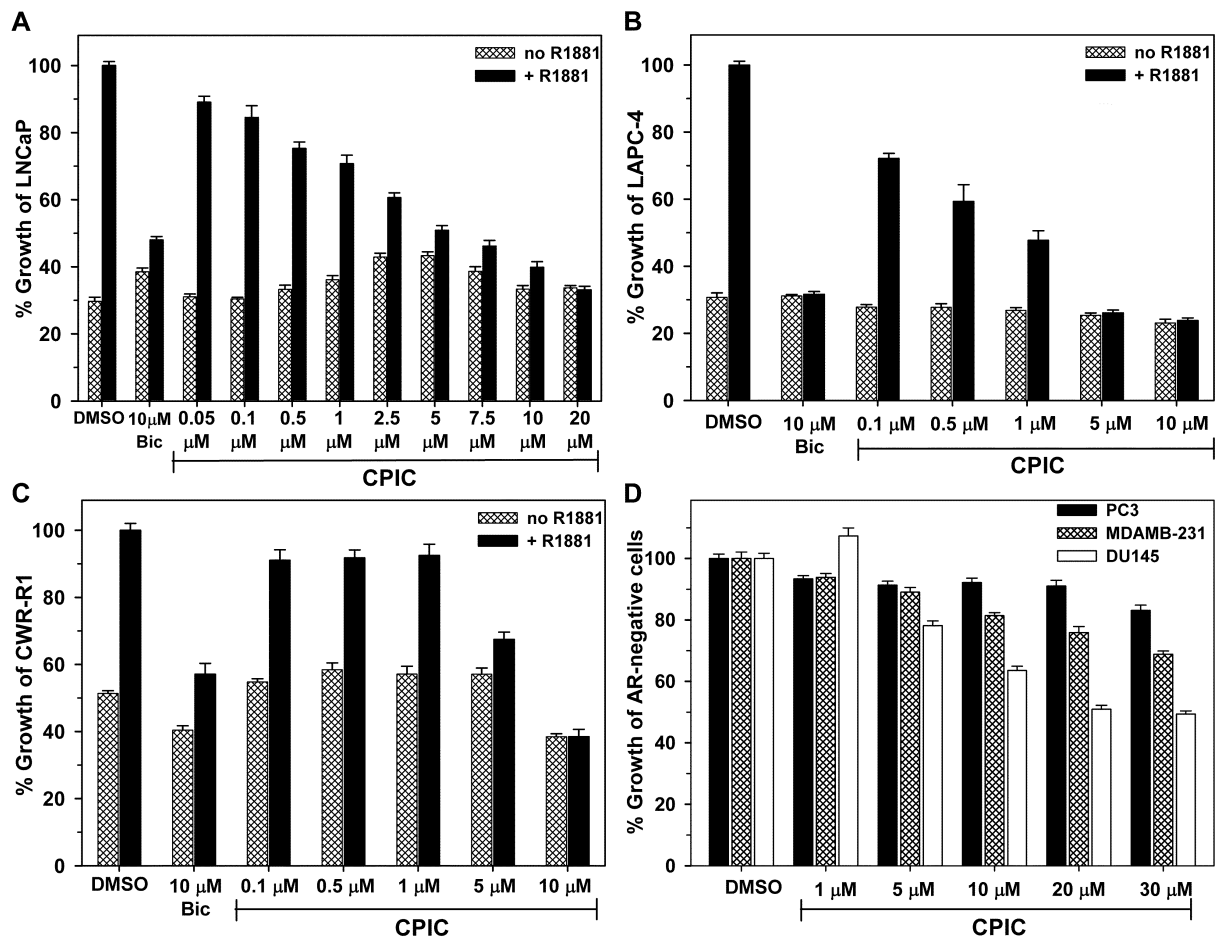 A
no R1881
+ R1881
% Growth of LNCaP
100
80
60
40
20
0
DMSO 10μM 0.05 0.1 0.5 1 2.5 5 7.5 10 20
Bic μM μM μM μM μM μM μM μM μM
CPIC
B
no R1881
+ R1881
% Growth of LAPC-4
100
80
60
40
20
0
DMSO 10 μM 0.1 μM 0.5 μM 1 μM 5 μM 10 μM
Bic
CPIC
C
no R1881
+ R1881
% Growth of CWR-R1
100
80
60
40
20
0
DMSO 10 μM 0.1 μM 0.5 μM 1 μM 5 μM 10 μM
Bic
CPIC
D
PC3
MDAMB-231
DU145
% Growth of AR-negative cells
100
80
60
40
20
0
DMSO 1 μM 5 μM 10 μM 20 μM 30 μM
CPIC